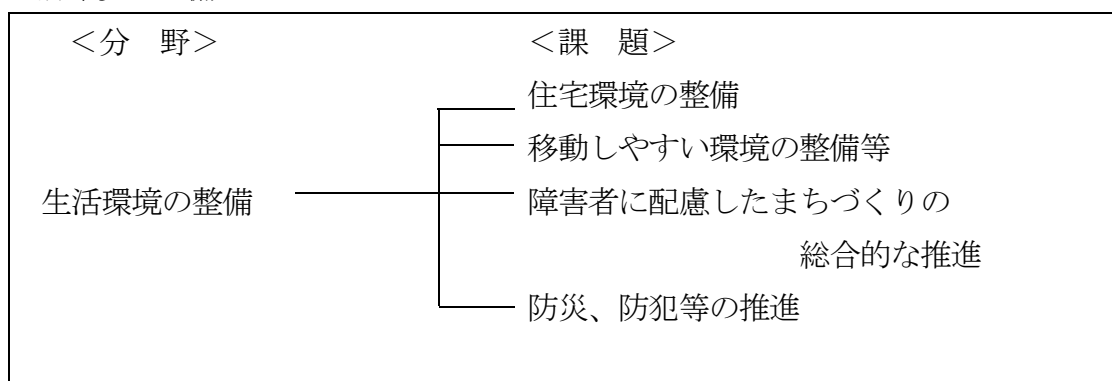 ＜分　野＞　＜課　題＞
住宅環境の整備
移動しやすい環境の整備等
生活環境の整備　障害者に配慮したまちづくりの
総合的な推進
防災、防犯等の推進